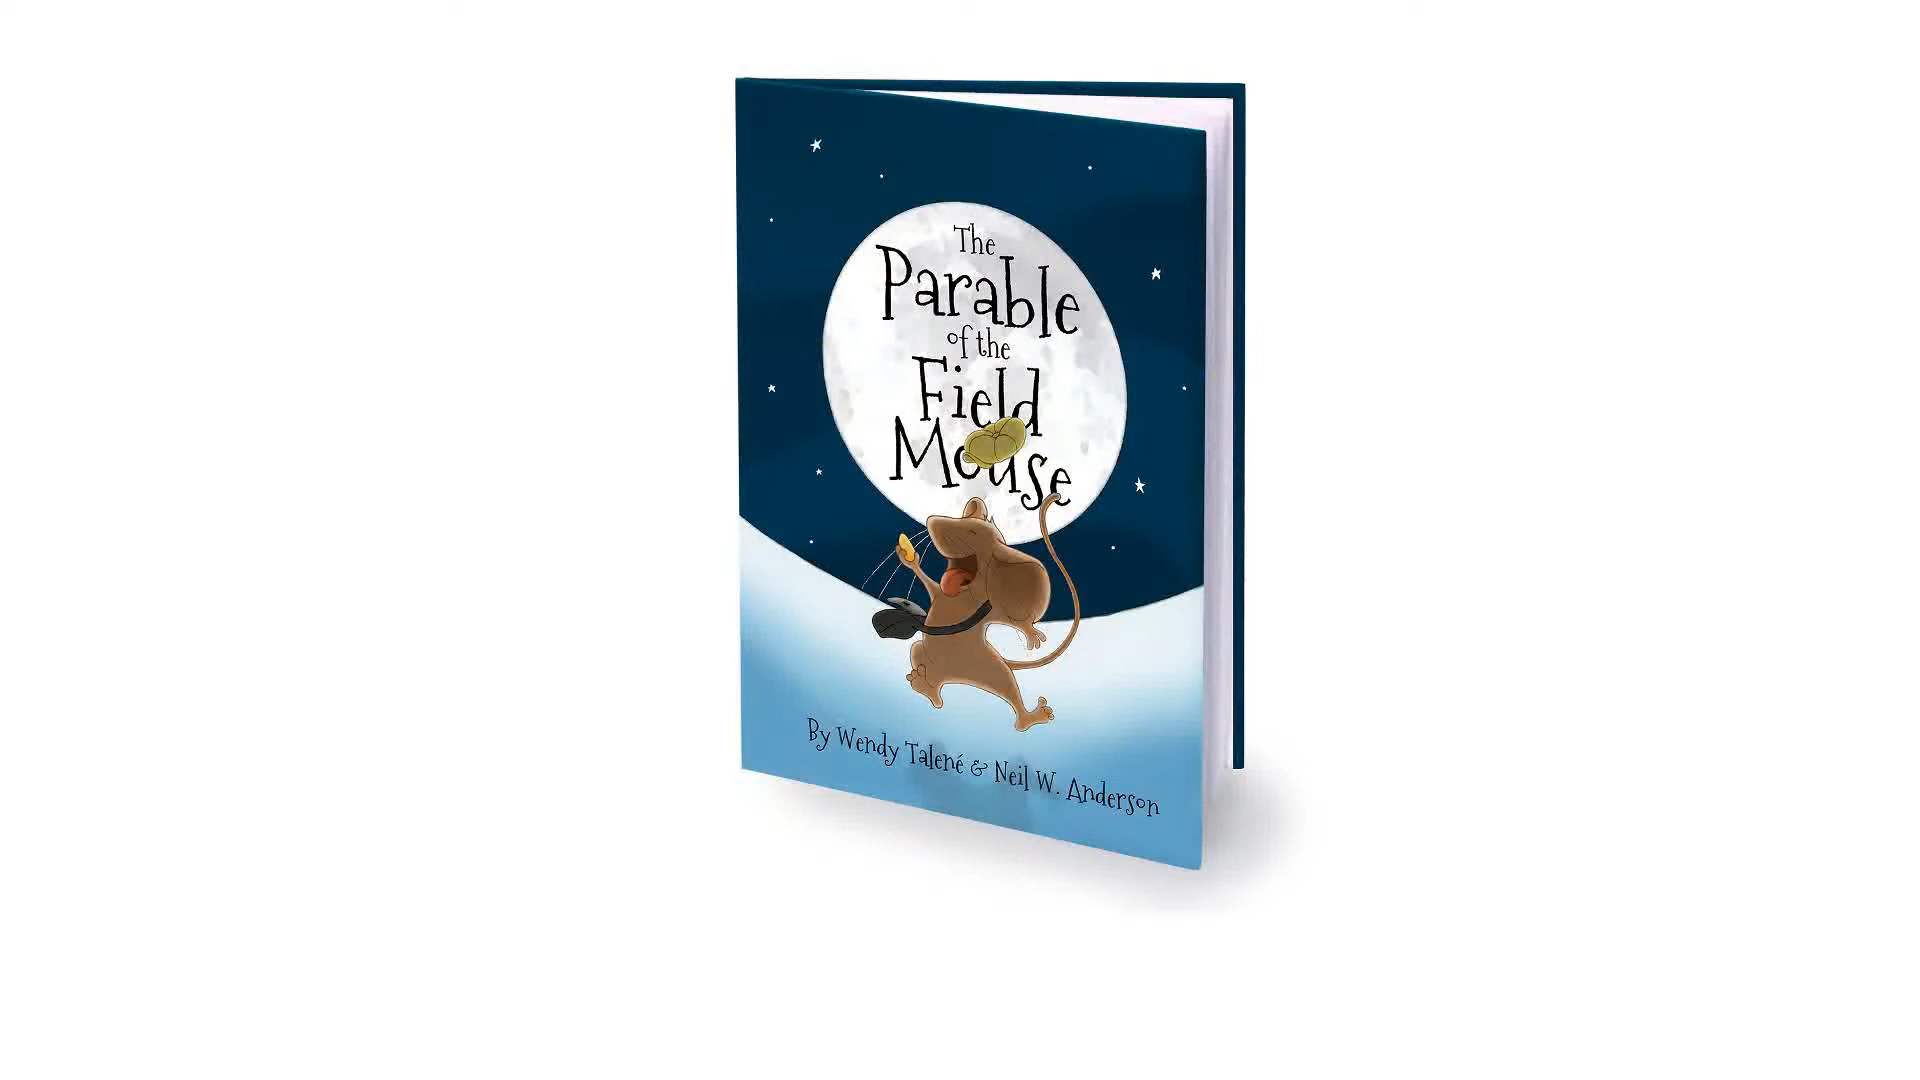 The
Parable
of the
Field
Mouse
By Wendy Talené & Neil W. Anderson